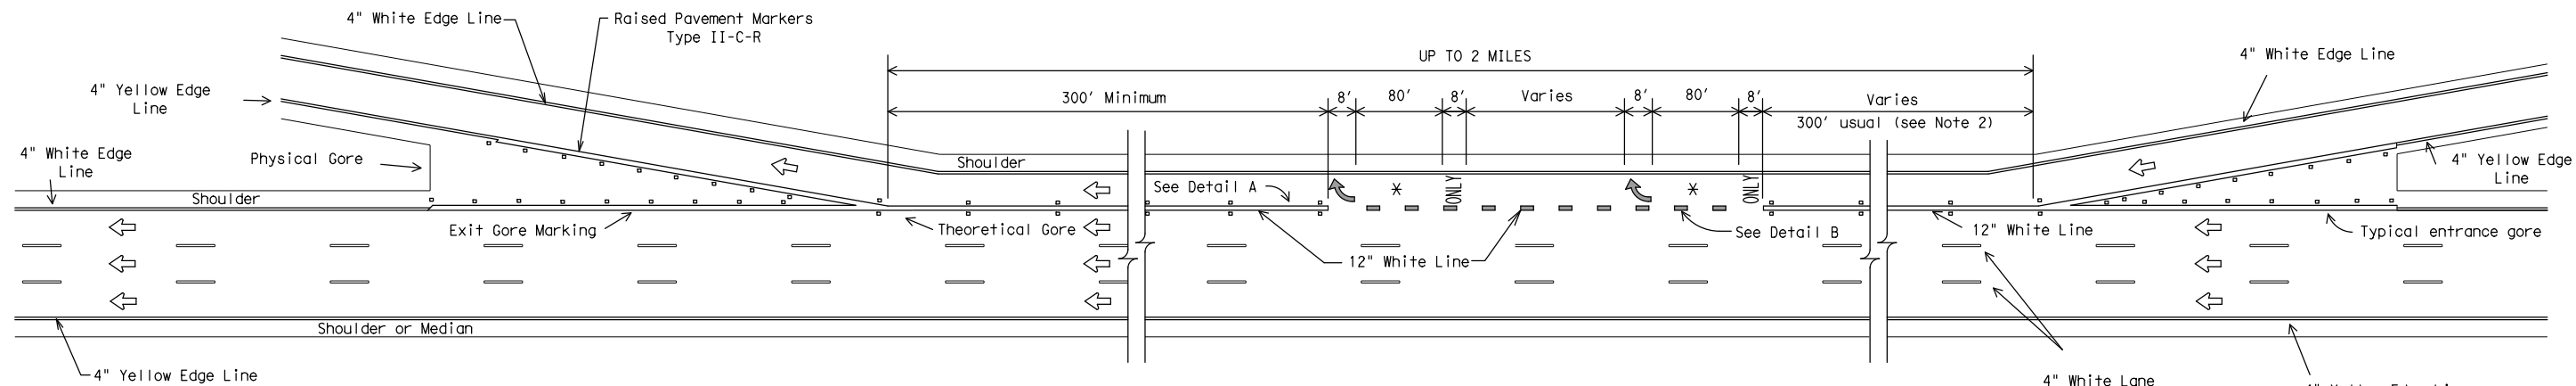 4" White Edge Line
Raised Pavement Markers
Type II-C-R
UP TO 2 MILES
4" White Edge Line
4" Yellow Edge
Line
300' Minimum
8'
80'
8'
Varies
8'
80'
8'
Varies
300' usual (see Note 2)
4" White Edge
Line
Physical Gore
Shoulder
4" Yellow Edge
Line
Shoulder
See Detail A
*
ONLY
*
ONLY
Exit Gore Marking
Theoretical Gore
See Detail B
12" White Line
Typical entrance gore
12" White Line
Shoulder or Median
4" Yellow Edge Line
4" White Lane